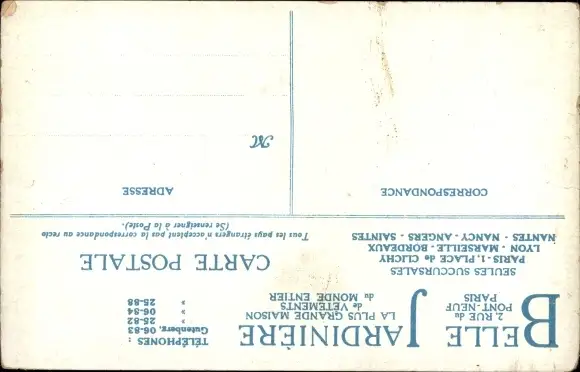 BELLE JARDINIÈRE
2, RUE du
PONT-NEUF
PARIS
LA PLUS GRANDE MAISON
de VÊTEMENTS
du MONDE ENTIER
TÉLÉPHONES :
Gutenberg, 06-83
» 25-82
» 06-84
» 25-88
SEULES SUCCURSALES
PARIS - 1, PLACE de CLICHY
LYON - MARSEILLE - BORDEAUX
NANTES - NANCY - ANGERS - SAINTES
CARTE POSTALE
Tous les pays étrangers n'acceptent pas la correspondance au recto
(Se renseigner à la Poste).
CORRESPONDANCE
ADRESSE
M